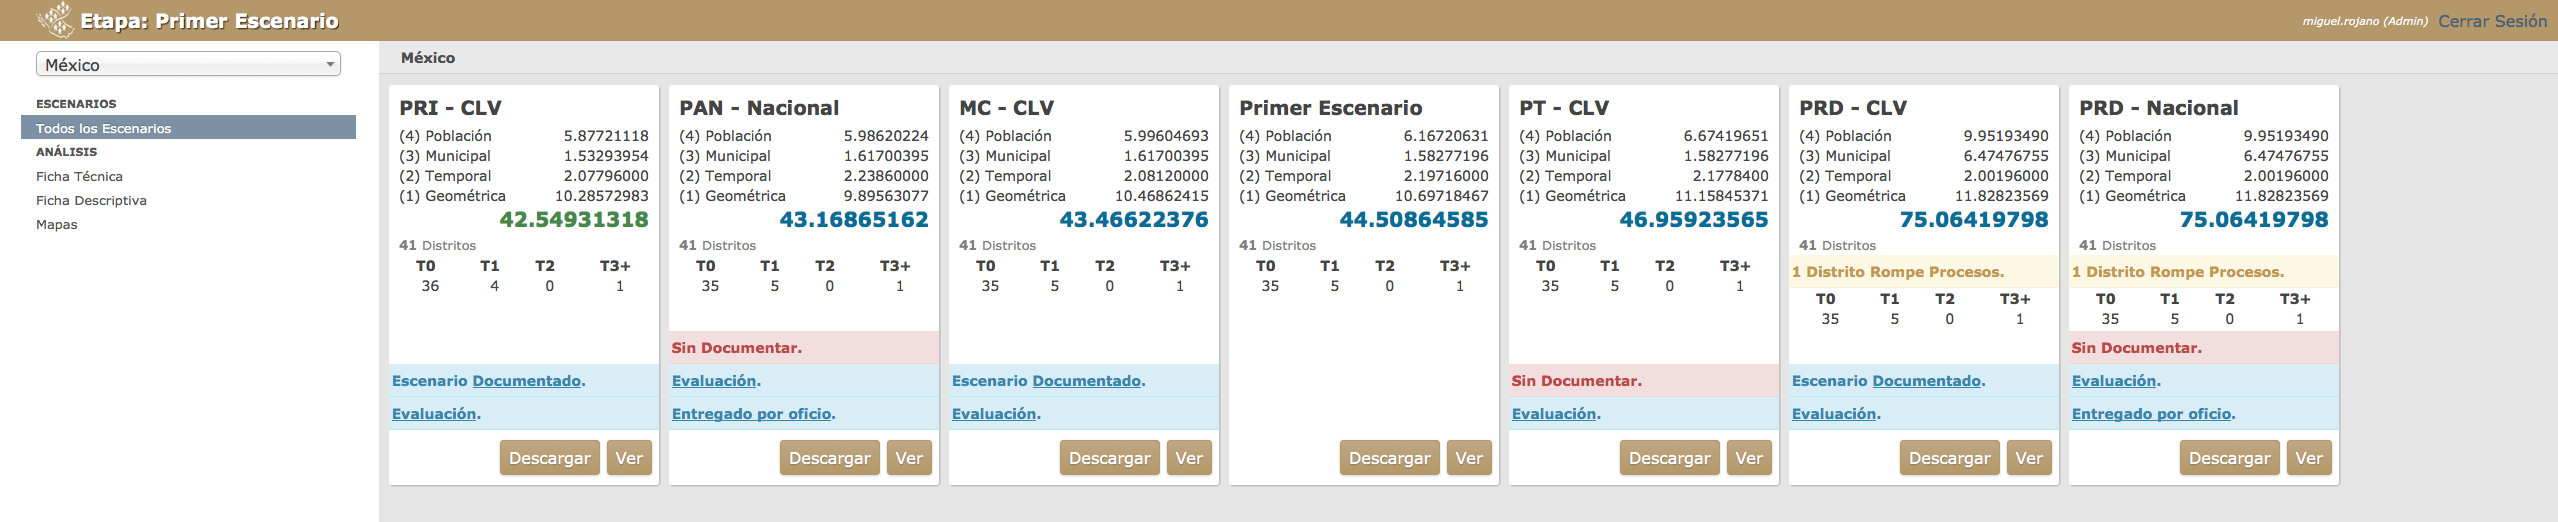 Etapa: Primer Escenario
miguel.rojano (Admin) Cerrar Sesión
México
ESCENARIOS
Todos los Escenarios
ANÁLISIS
Ficha Técnica
Ficha Descriptiva
Mapas
México
PRI - CLV
(4) Población 5.87721118
(3) Municipal 1.53293954
(2) Temporal 2.07796000
(1) Geométrica 10.28572983
42.54931318
41 Distritos
T0 T1 T2 T3+
36 4 0 1
Escenario Documentado.
Evaluación.
Descargar Ver
PAN - Nacional
(4) Población 5.98620224
(3) Municipal 1.61700395
(2) Temporal 2.23860000
(1) Geométrica 9.89563077
43.16865162
41 Distritos
T0 T1 T2 T3+
35 5 0 1
Sin Documentar.
Evaluación.
Entregado por oficio.
Descargar Ver
MC - CLV
(4) Población 5.99604693
(3) Municipal 1.61700395
(2) Temporal 2.08120000
(1) Geométrica 10.46862415
43.46622376
41 Distritos
T0 T1 T2 T3+
35 5 0 1
Escenario Documentado.
Evaluación.
Descargar Ver
Primer Escenario
(4) Población 6.16720631
(3) Municipal 1.58277196
(2) Temporal 2.19716000
(1) Geométrica 10.69718467
44.50864585
41 Distritos
T0 T1 T2 T3+
35 5 0 1
Descargar Ver
PT - CLV
(4) Población 6.67419651
(3) Municipal 1.58277196
(2) Temporal 2.1778400
(1) Geométrica 11.15845371
46.95923565
41 Distritos
T0 T1 T2 T3+
35 5 0 1
Sin Documentar.
Evaluación.
Descargar Ver
PRD - CLV
(4) Población 9.95193490
(3) Municipal 6.47476755
(2) Temporal 2.00196000
(1) Geométrica 11.82823569
75.06419798
41 Distritos
1 Distrito Rompe Procesos.
T0 T1 T2 T3+
35 5 0 1
Escenario Documentado.
Evaluación.
Descargar Ver
PRD - Nacional
(4) Población 9.95193490
(3) Municipal 6.47476755
(2) Temporal 2.00196000
(1) Geométrica 11.82823569
75.06419798
41 Distritos
1 Distrito Rompe Procesos.
T0 T1 T2 T3+
35 5 0 1
Sin Documentar.
Evaluación.
Entregado por oficio.
Descargar Ver